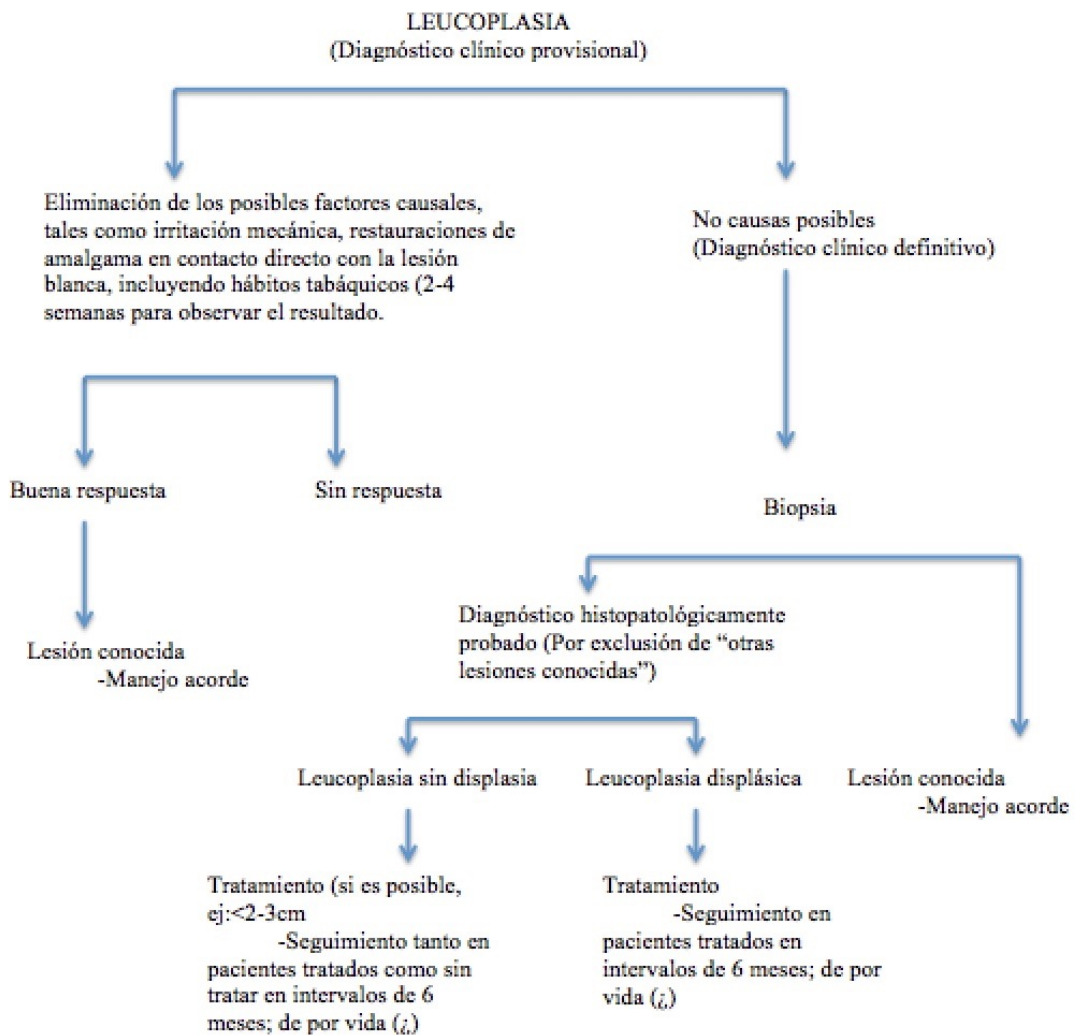 LEUCOPLASIA
(Diagnóstico clínico provisional)
Eliminación de los posibles factores causales,
tales como irritación mecánica, restauraciones de
amalgama en contacto directo con la lesión
blanca, incluyendo hábitos tabáquicos (2-4
semanas para observar el resultado.
No causas posibles
(Diagnóstico clínico definitivo)
Buena respuesta
Sin respuesta
Biopsia
Lesión conocida
-Manejo acorde
Diagnóstico histopatológicamente
probado (Por exclusión de “otras
lesiones conocidas”)
Leucoplasia sin displasia
Leucoplasia displásica
Lesión conocida
-Manejo acorde
Tratamiento (si es posible,
ej:<2-3cm
-Seguimiento tanto en
pacientes tratados como sin
tratar en intervalos de 6
meses; de por vida (¿)
Tratamiento
-Seguimiento en
pacientes tratados en
intervalos de 6 meses; de por
vida (¿)